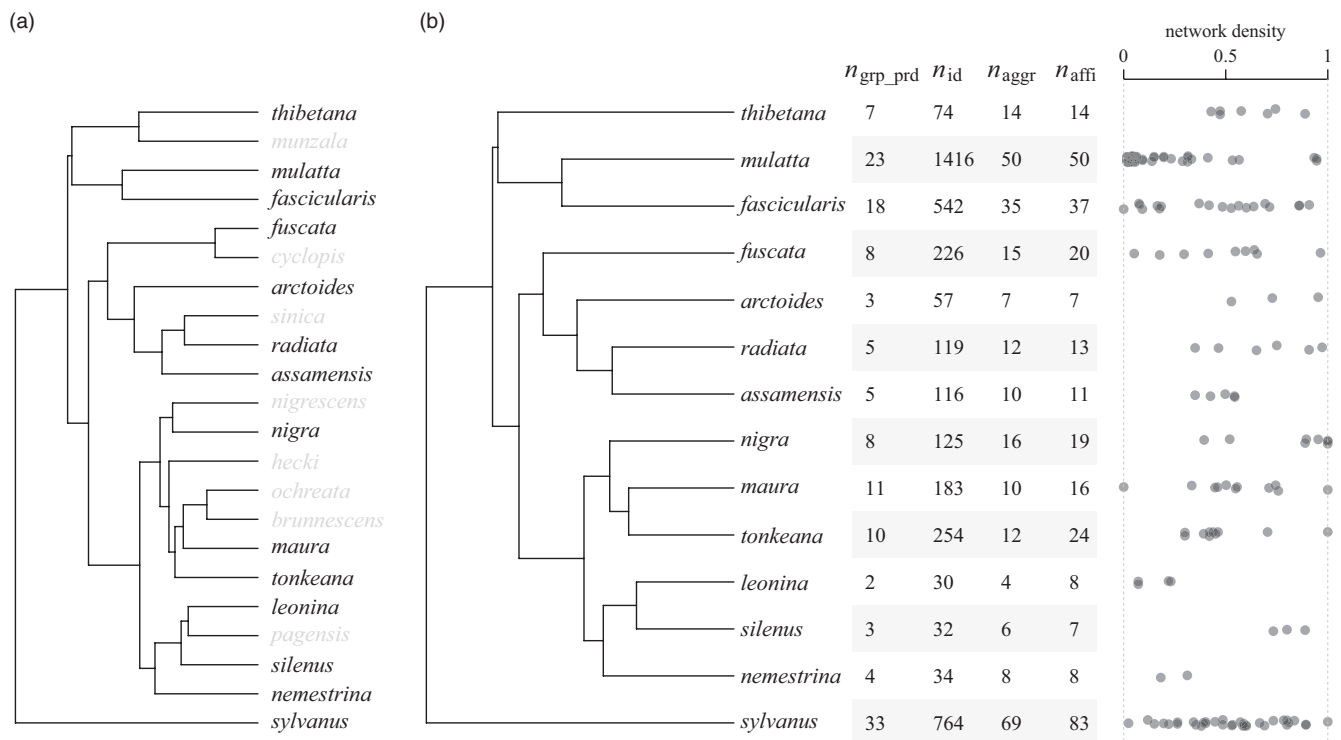 (a)
thibetana
munzala
mulatta
fascicularis
fuscata
cyclopis
arctoides
sinica
radiata
assamensis
nigrescens
nigra
hecki
ochreata
brunnescens
maura
tonkeana
leonina
pagensis
silenus
nemestrina
sylvanus
(b)
network density
0 0.5 1
n_grp_prd n_id n_aggr n_affi
thibetana 7 74 14 14
mulatta 23 1416 50 50
fascicularis 18 542 35 37
fuscata 8 226 15 20
arctoides 3 57 7 7
radiata 5 119 12 13
assamensis 5 116 10 11
nigra 8 125 16 19
maura 11 183 10 16
tonkeana 10 254 12 24
leonina 2 30 4 8
silenus 3 32 6 7
nemestrina 4 34 8 8
sylvanus 33 764 69 83